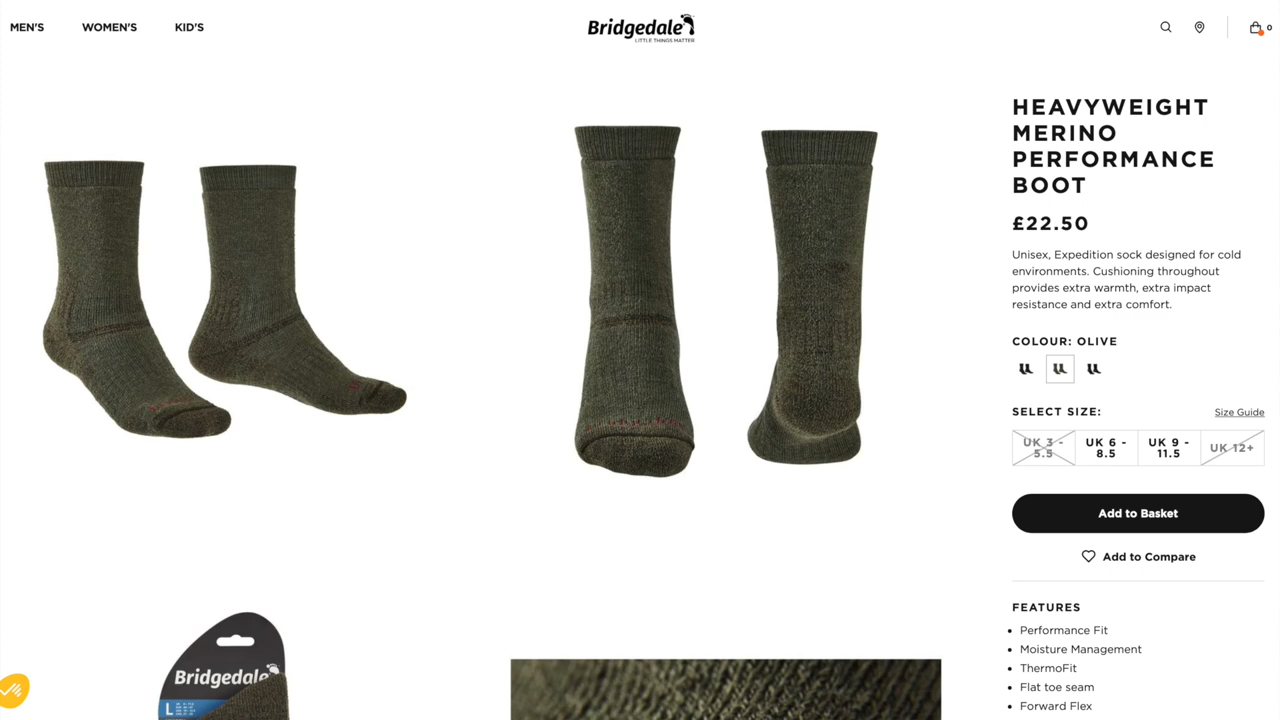 MEN'S
WOMEN'S
KID'S
Bridgedale
LITTLE THINGS MATTER
0
HEAVYWEIGHT
MERINO
PERFORMANCE
BOOT
£22.50
Unisex, Expedition sock designed for cold
environments. Cushioning throughout
provides extra warmth, extra impact
resistance and extra comfort.
COLOUR: OLIVE
SELECT SIZE:
Size Guide
UK 3 -
5.5
UK 6 -
8.5
UK 9 -
11.5
UK 12+
Add to Basket
Add to Compare
FEATURES
Performance Fit
Moisture Management
ThermoFit
Flat toe seam
Forward Flex
Bridgedale
L